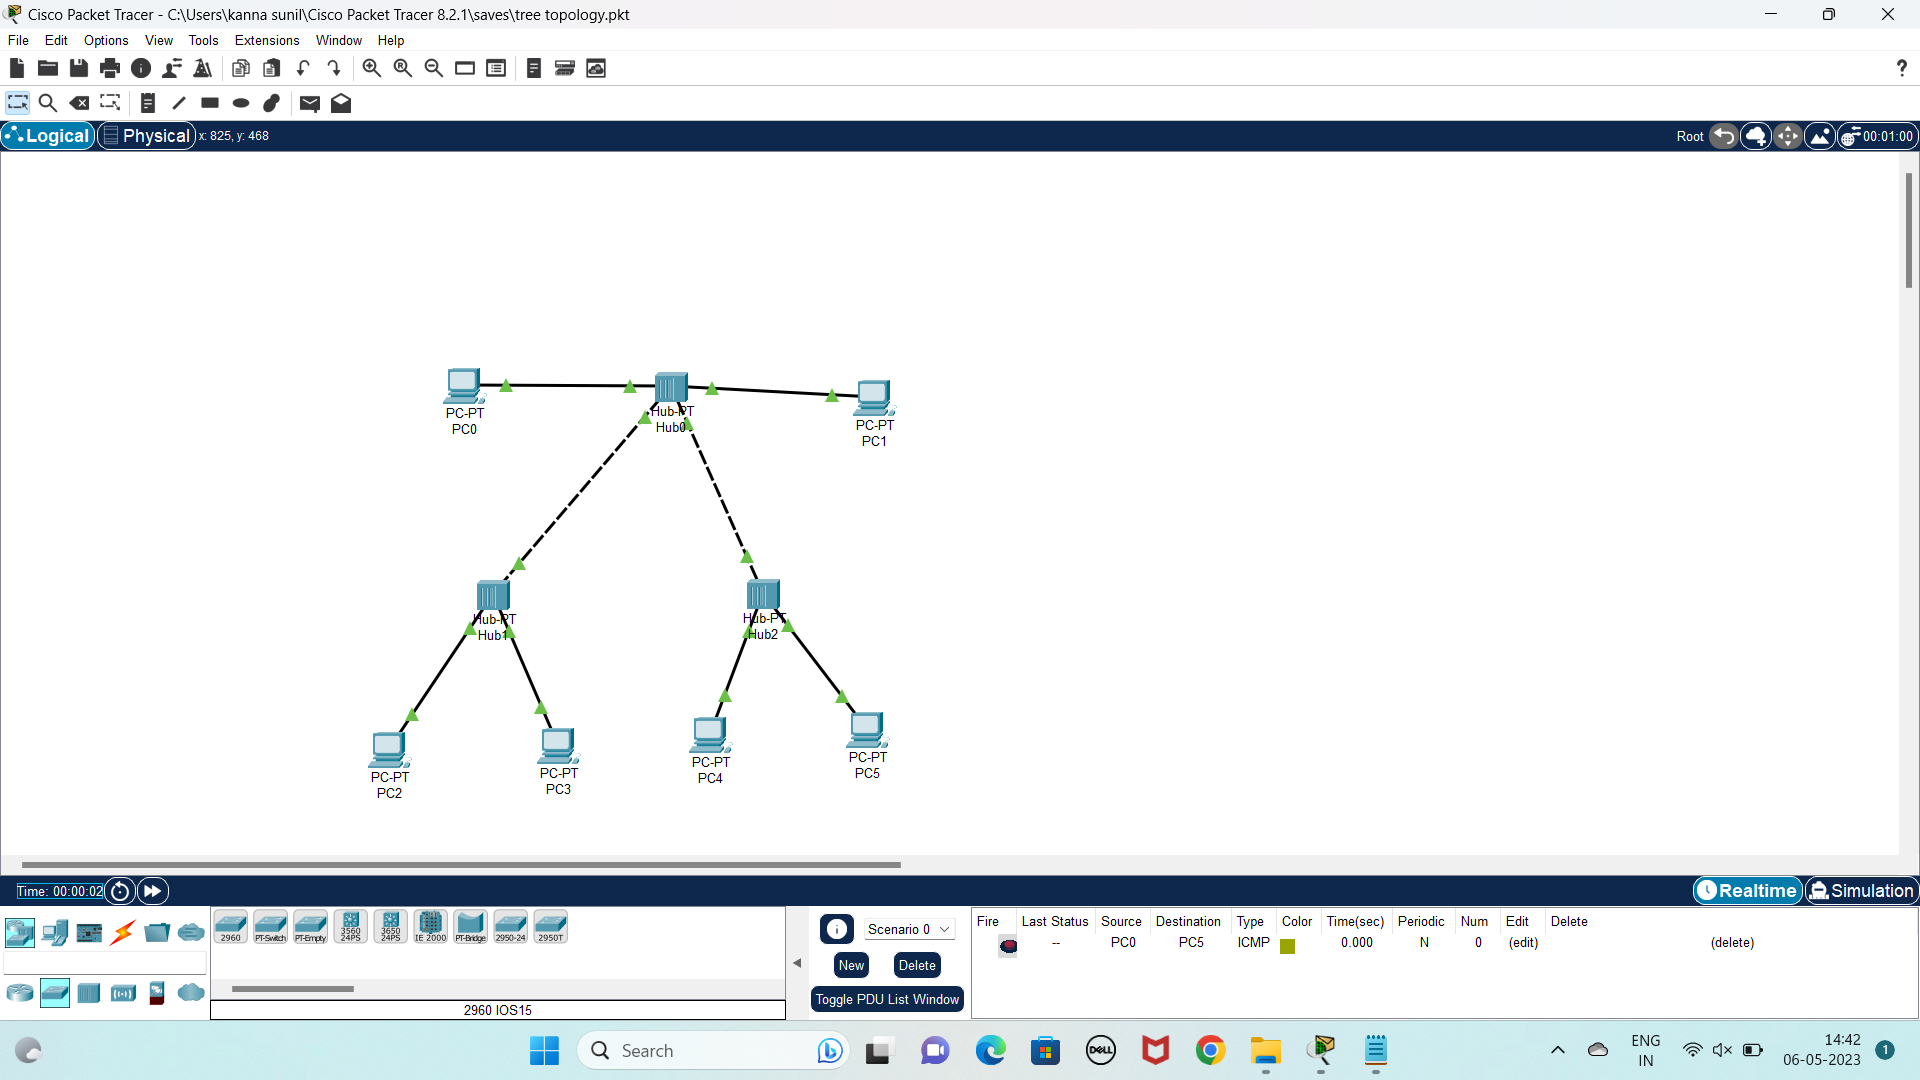 Cisco Packet Tracer - C:\Users\kanna sunil\Cisco Packet Tracer 8.2.1\saves\tree topology.pkt
File Edit Options View Tools Extensions Window Help
?
Logical Physical x: 825, y: 468 Root 00:01:00
PC-PT
PC0
Hub-PT
Hub0
PC-PT
PC1
Hub-PT
Hub1
Hub-PT
Hub2
PC-PT
PC2
PC-PT
PC3
PC-PT
PC4
PC-PT
PC5
Time: 00:00:02 Realtime Simulation
2960 PT-Switch PT-Empty 3560 24PS 3650 24PS IE 2000 PT-Bridge 2950-24 2950T
2960 IOS15
Scenario 0
New Delete
Toggle PDU List Window
Fire Last Status Source Destination Type Color Time(sec) Periodic Num Edit Delete
-- PC0 PC5 ICMP 0.000 N 0 (edit) (delete)
Search
DELL
ENG
IN
14:42
06-05-2023
1